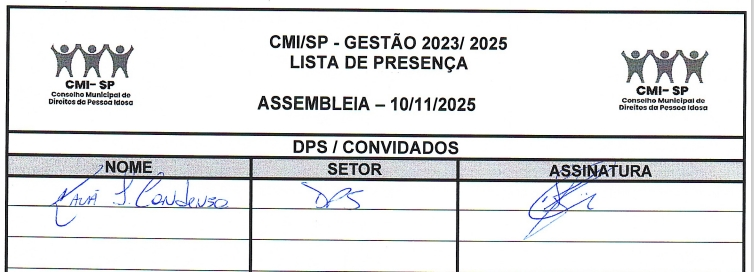 CMI/SP - GESTÃO 2023/ 2025
LISTA DE PRESENÇA
CMI- SP
Conselho Municipal de
Direitos da Pessoa Idosa
ASSEMBLEIA – 10/11/2025
CMI- SP
Conselho Municipal de
Direitos da Pessoa Idosa
DPS / CONVIDADOS
NOME SETOR ASSINATURA
Kauã S. DPS